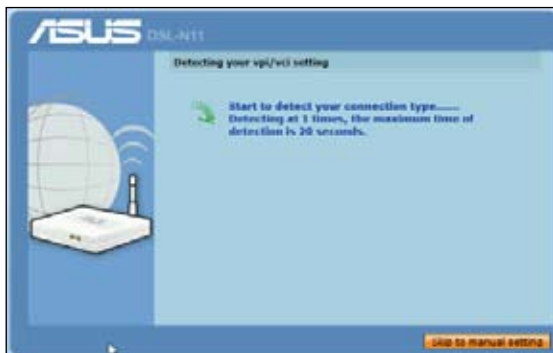 ASUS DSL-N11
Detecting your vpi/vci setting
Start to detect your connection type......
Detecting at 1 times, the maximum time of
detection is 20 seconds.
Skip to manual setting